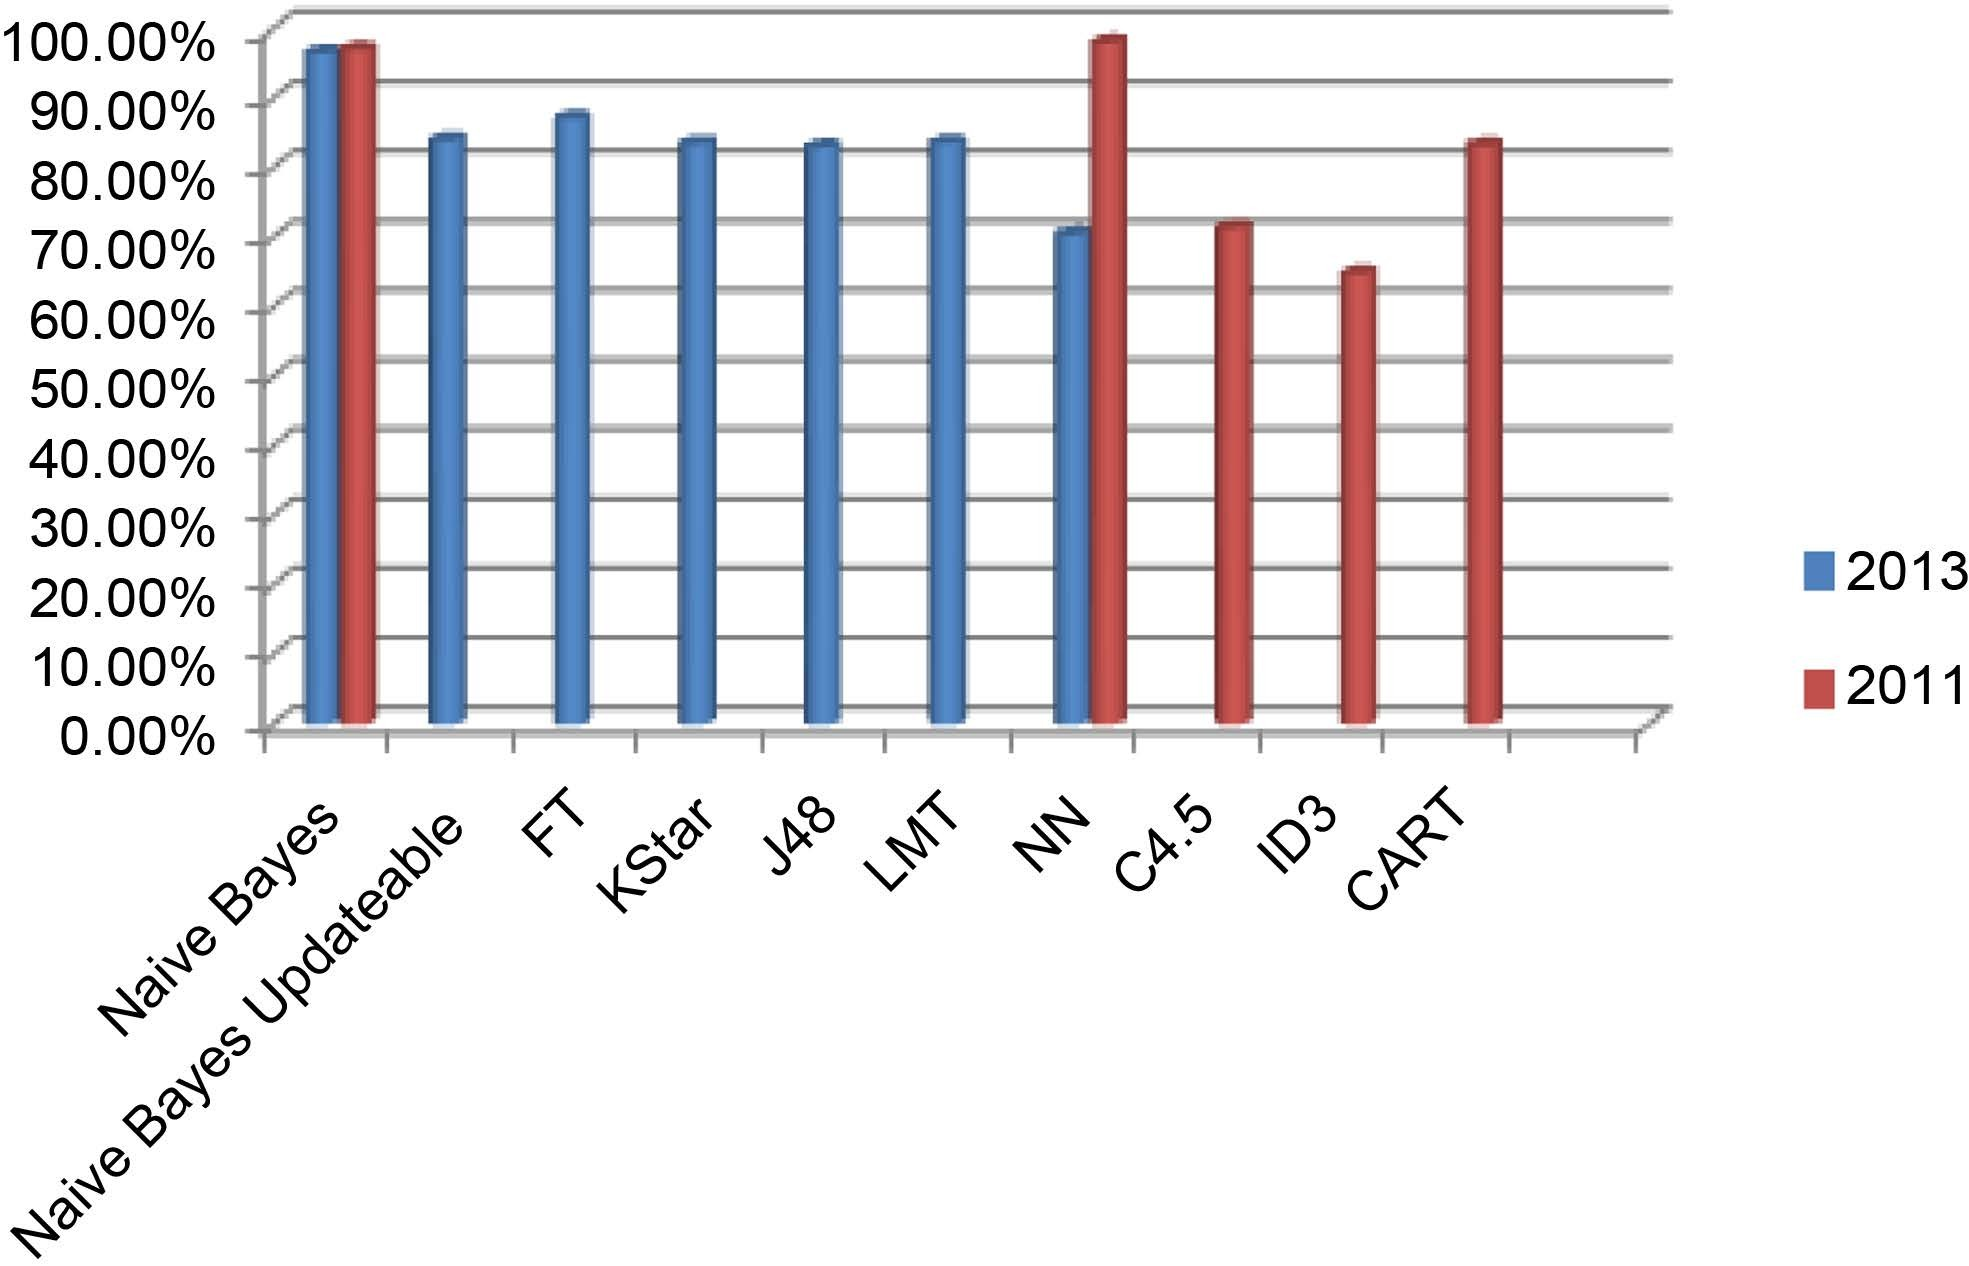 100.00%
90.00%
80.00%
70.00%
60.00%
50.00%
40.00%
30.00%
20.00%
10.00%
0.00%
Naive Bayes
Naive Bayes Updateable
FT
KStar
J48
LMT
NN
C4.5
ID3
CART
2013
2011